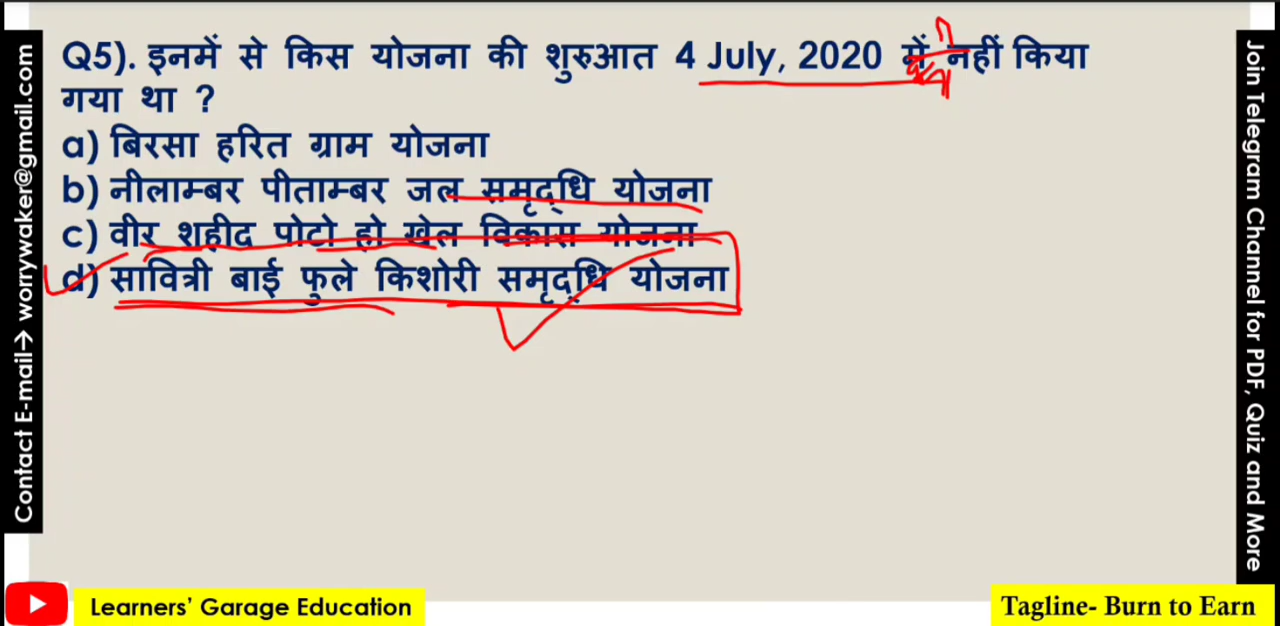 Q5). इनमें से किस योजना की शुरुआत 4 July, 2020 में नहीं किया
गया था ?
a) बिरसा हरित ग्राम योजना
b) नीलाम्बर पीताम्बर जल समृद्धि योजना
c) वीर शहीद पोटो हो खेल विकास योजना
d) सावित्री बाई फुले किशोरी समृद्धि योजना
Contact E-mail→ worrywaker@gmail.com
Join Telegram Channel for PDF, Quiz and More
Learners’ Garage Education
Tagline- Burn to Earn